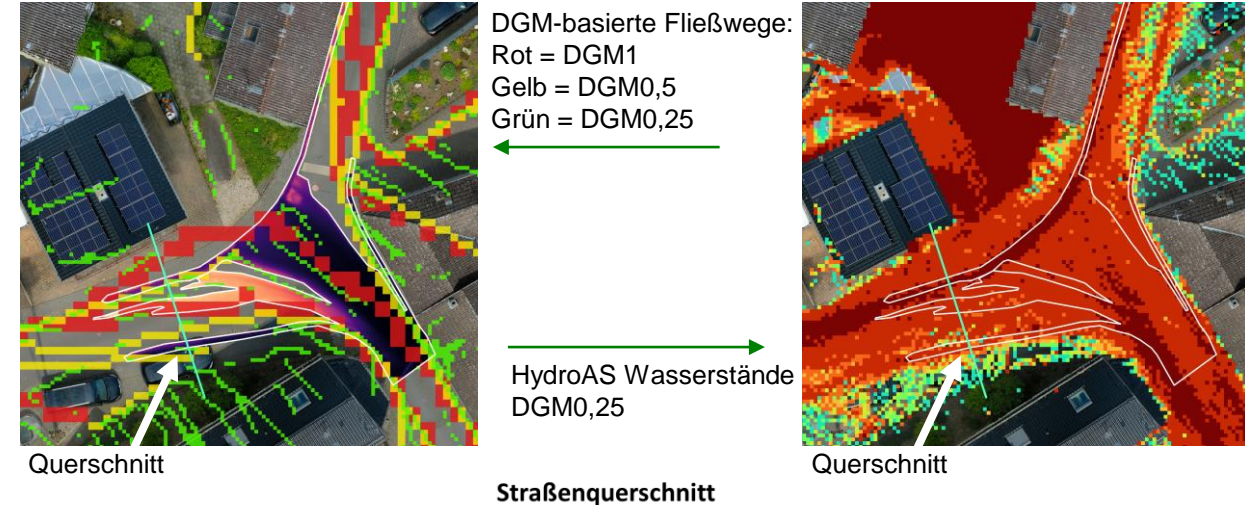 DGM-basierte Fließwege:
Rot = DGM1
Gelb = DGM0,5
Grün = DGM0,25
HydroAS Wasserstände
DGM0,25
Querschnitt
Querschnitt
Straßenquerschnitt